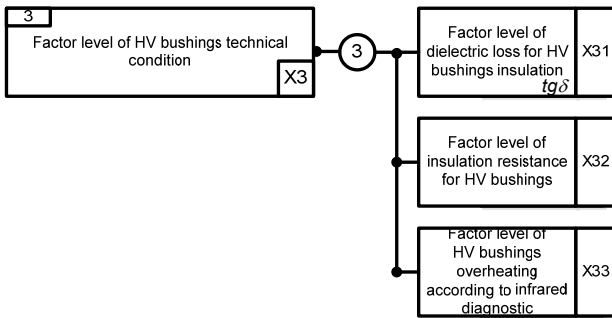 3
Factor level of HV bushings technical
condition
X3
3
Factor level of
dielectric loss for HV
bushings insulation
tgδ
X31
Factor level of
insulation resistance
for HV bushings
X32
Factor level of
HV bushings
overheating
according to infrared
diagnostic
X33